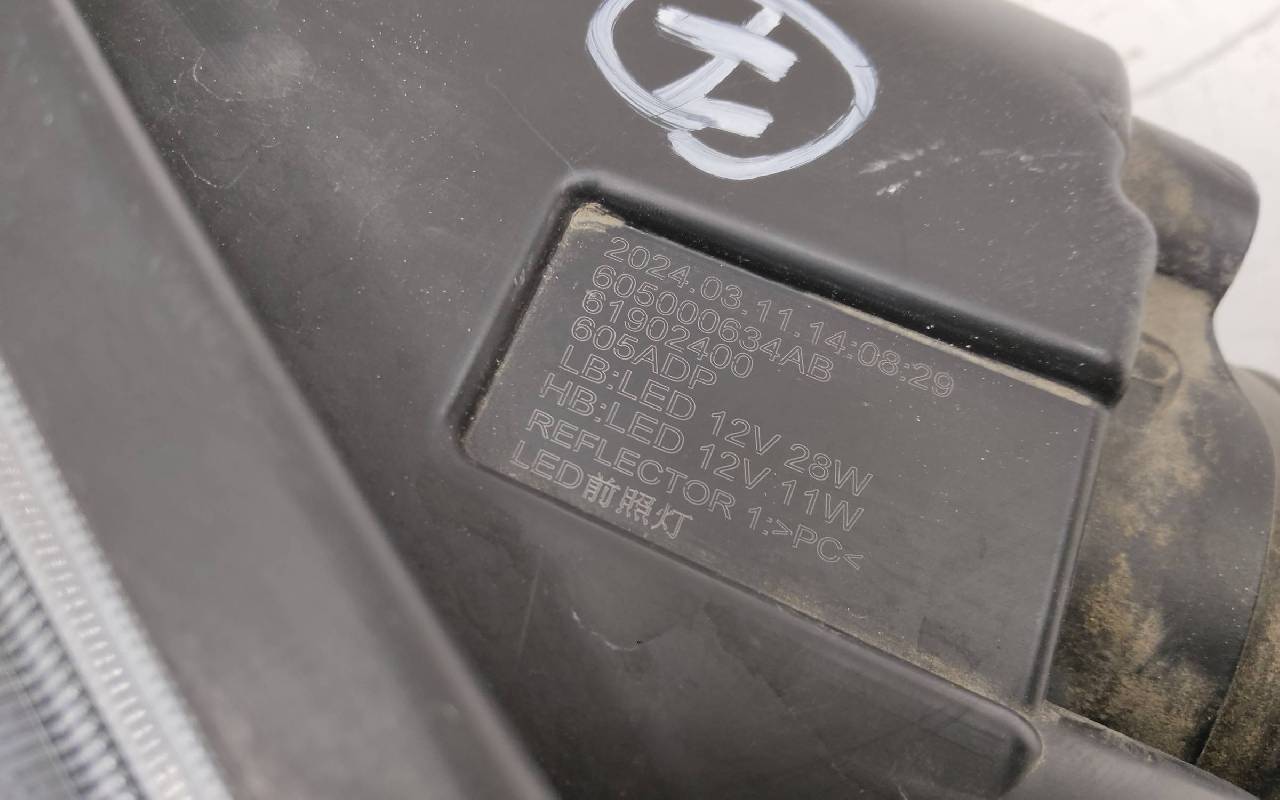 2024.03.11.14:08:29
605000634AB
61902400
605ADP
LB:LED 12V 28W
HB:LED 12V 11W
REFLECTOR 1:>PC<
LED前照灯